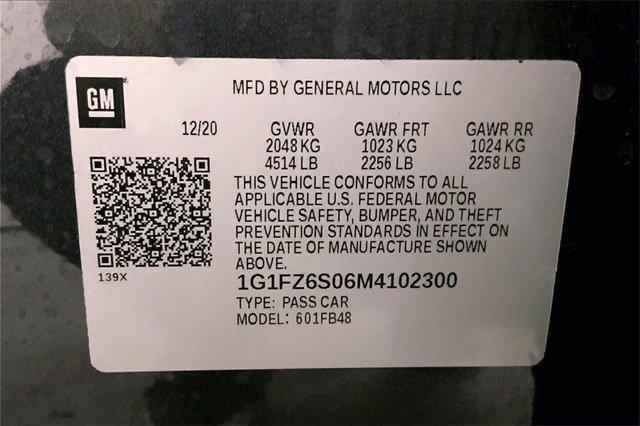 GM
MFD BY GENERAL MOTORS LLC
12/20 GVWR GAWR FRT GAWR RR
2048 KG 1023 KG 1024 KG
4514 LB 2256 LB 2258 LB
THIS VEHICLE CONFORMS TO ALL
APPLICABLE U.S. FEDERAL MOTOR
VEHICLE SAFETY, BUMPER, AND THEFT
PREVENTION STANDARDS IN EFFECT ON
THE DATE OF MANUFACTURE SHOWN
ABOVE.
139X
1G1FZ6S06M4102300
TYPE: PASS CAR
MODEL: 601FB48